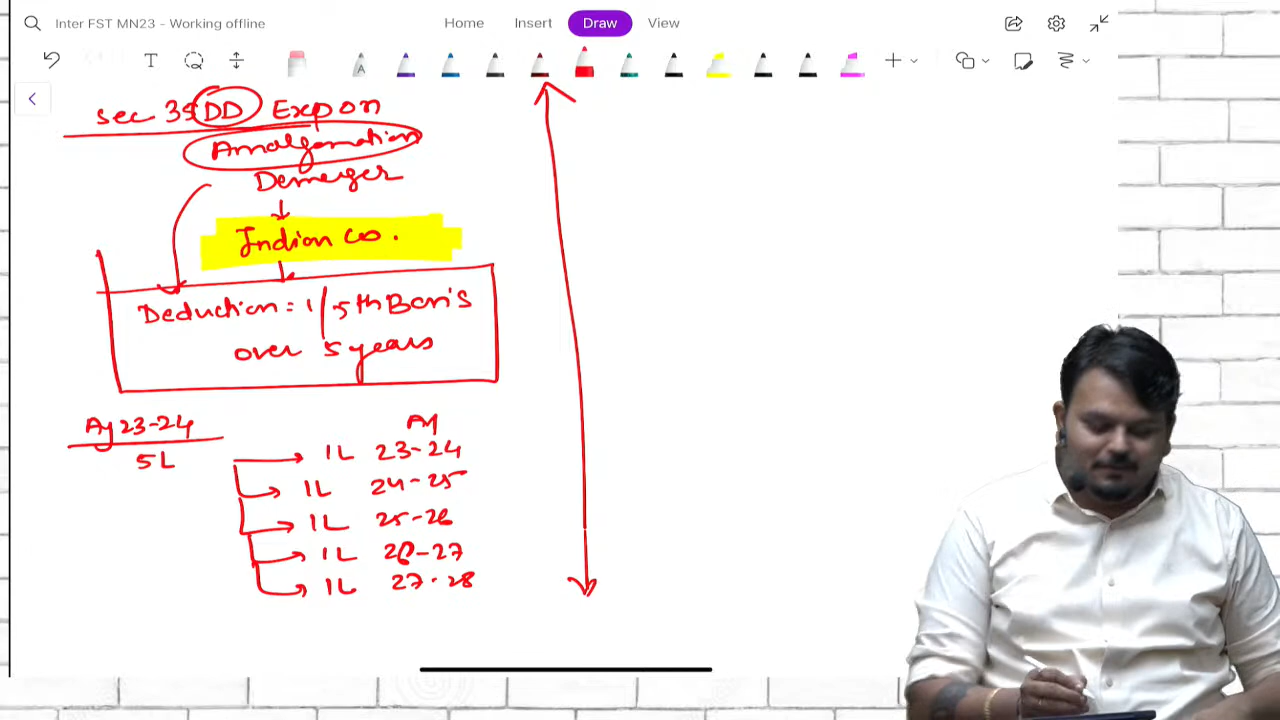 Inter FST MN23 - Working offline
Home Insert Draw View
sec 35DD Exp on
Amalgamation
Demerger
Indian Co.
Deduction = 1/5th Basis
over 5 years
Ay 23-24
5L
AY
1L 23-24
1L 24-25
1L 25-26
1L 26-27
1L 27-28